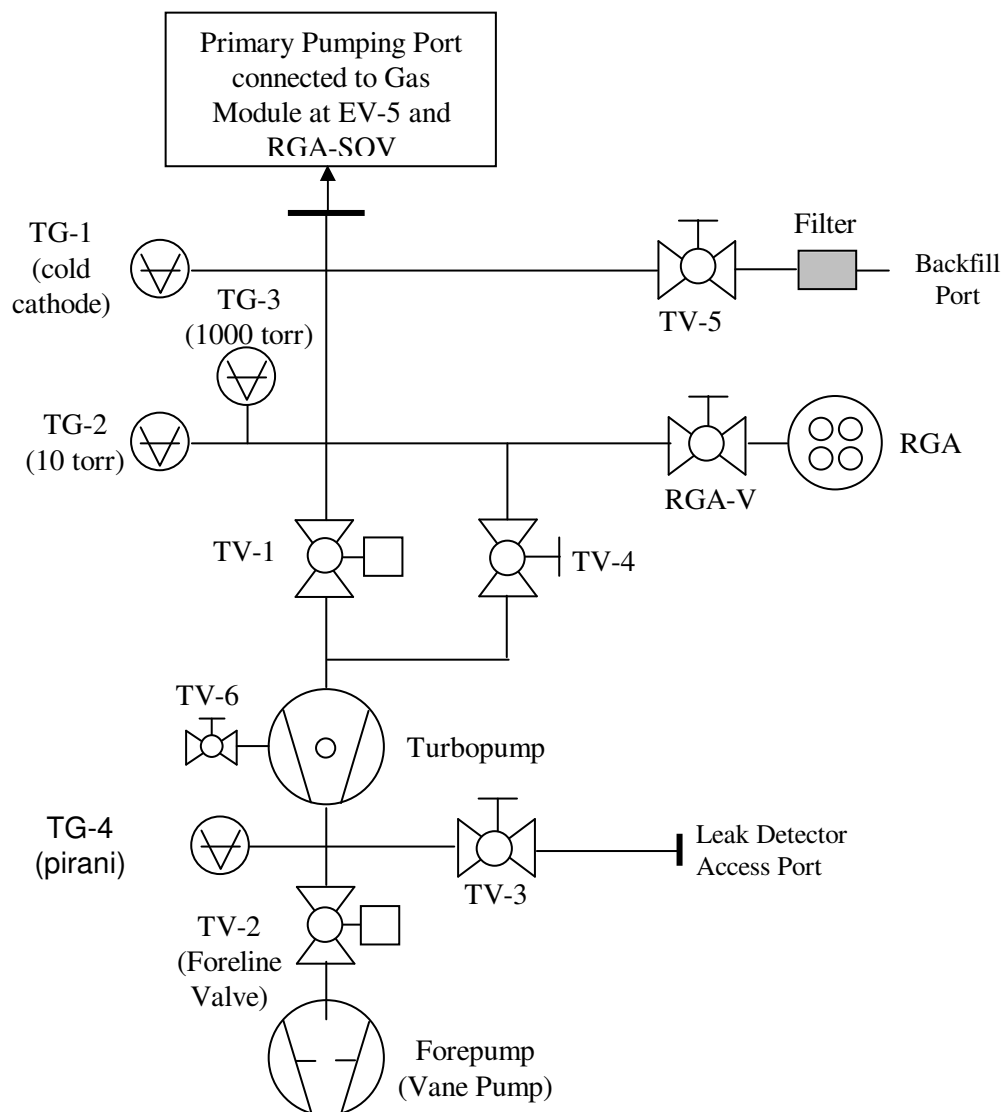 Primary Pumping Port
connected to Gas
Module at EV-5 and
RGA-SOV
TG-1
(cold
cathode)
Filter
Backfill
Port
TV-5
TG-3
(1000 torr)
TG-2
(10 torr)
RGA
RGA-V
TV-1
TV-4
TV-6
Turbopump
TG-4
(pirani)
Leak Detector
Access Port
TV-3
TV-2
(Foreline
Valve)
Forepump
(Vane Pump)